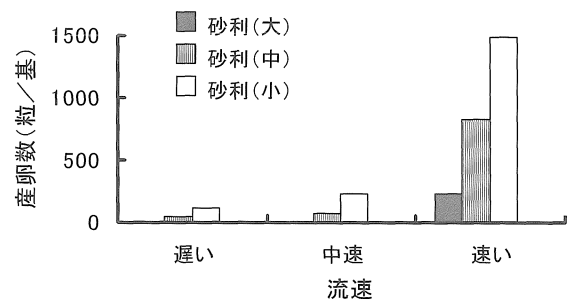 砂利(大)
砂利(中)
砂利(小)
産卵数(粒/基)
1500
1000
500
0
遅い
中速
速い
流速